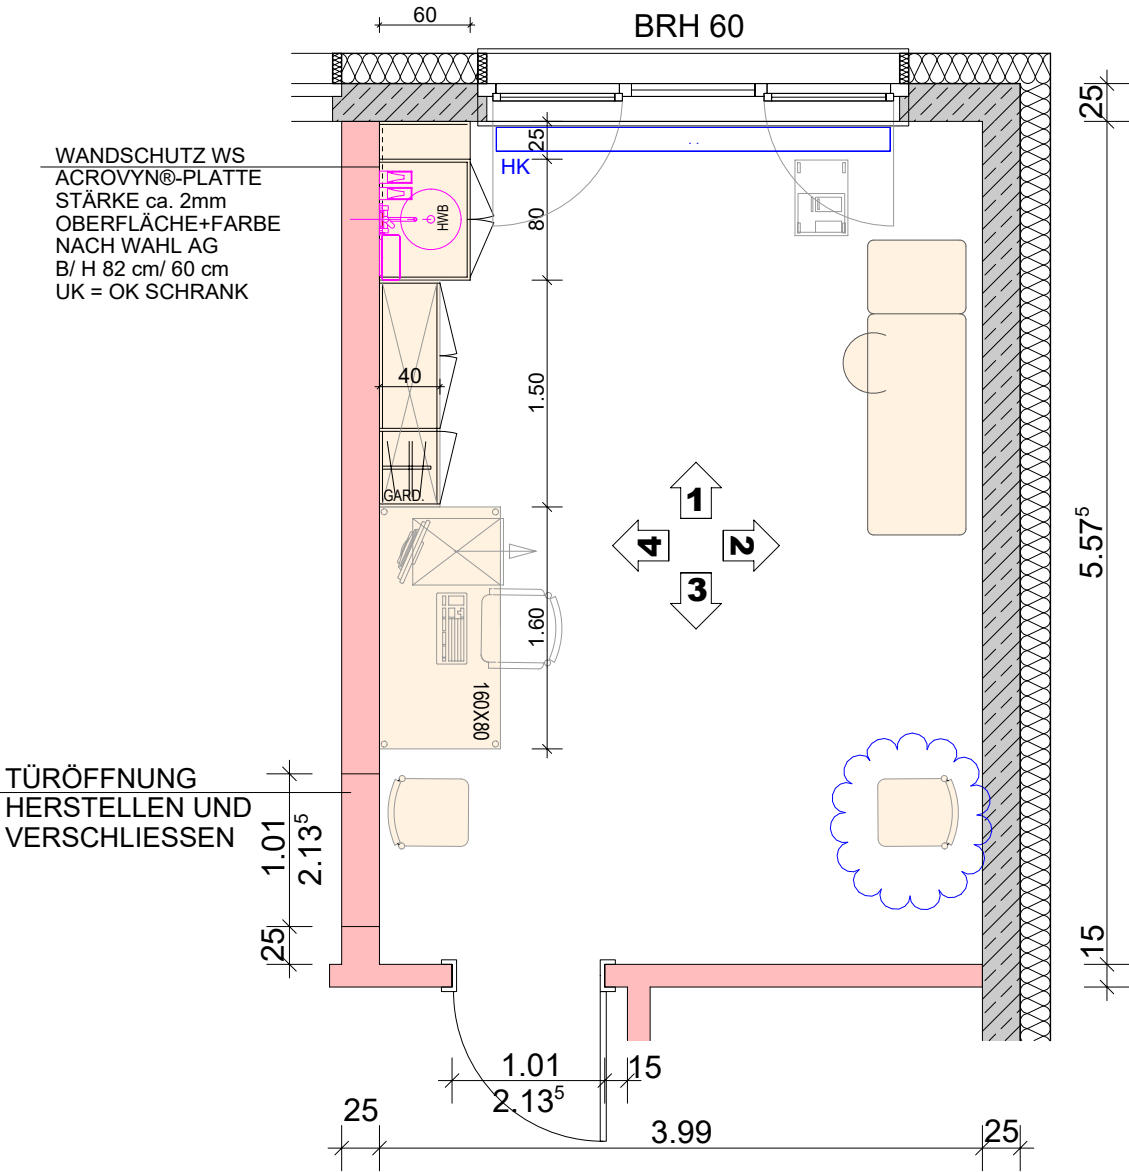 60
BRH 60
25
WANDSCHUTZ WS
ACROVYN®-PLATTE
STÄRKE ca. 2mm
OBERFLÄCHE+FARBE
NACH WAHL AG
B/ H 82 cm/ 60 cm
UK = OK SCHRANK
25
HK
HWB
80
40
1.50
GARD.
1
4
2
3
5.57⁵
1.60
160X80
TÜRÖFFNUNG
HERSTELLEN UND
VERSCHLIESSEN
1.01
2.13⁵
25
15
1.01
2.13⁵
15
25
3.99
25